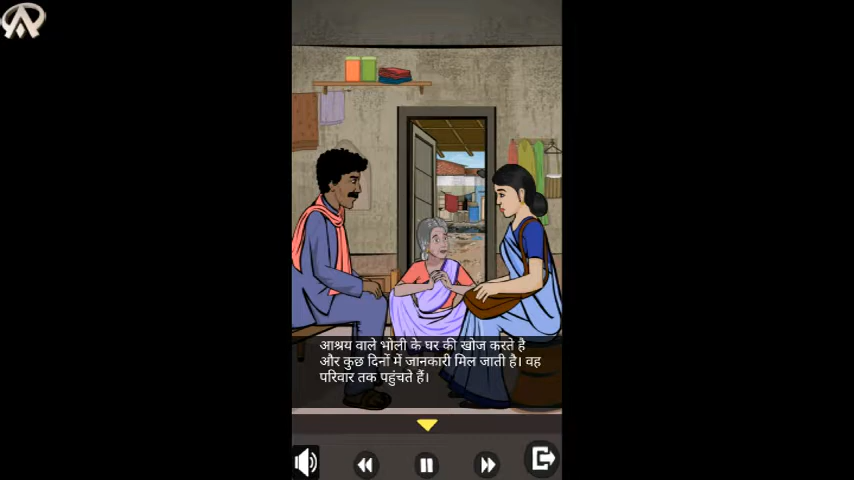 आश्रय वाले भोली के घर की खोज करते है
और कुछ दिनों में जानकारी मिल जाती है। वह
परिवार तक पहुंचते हैं।